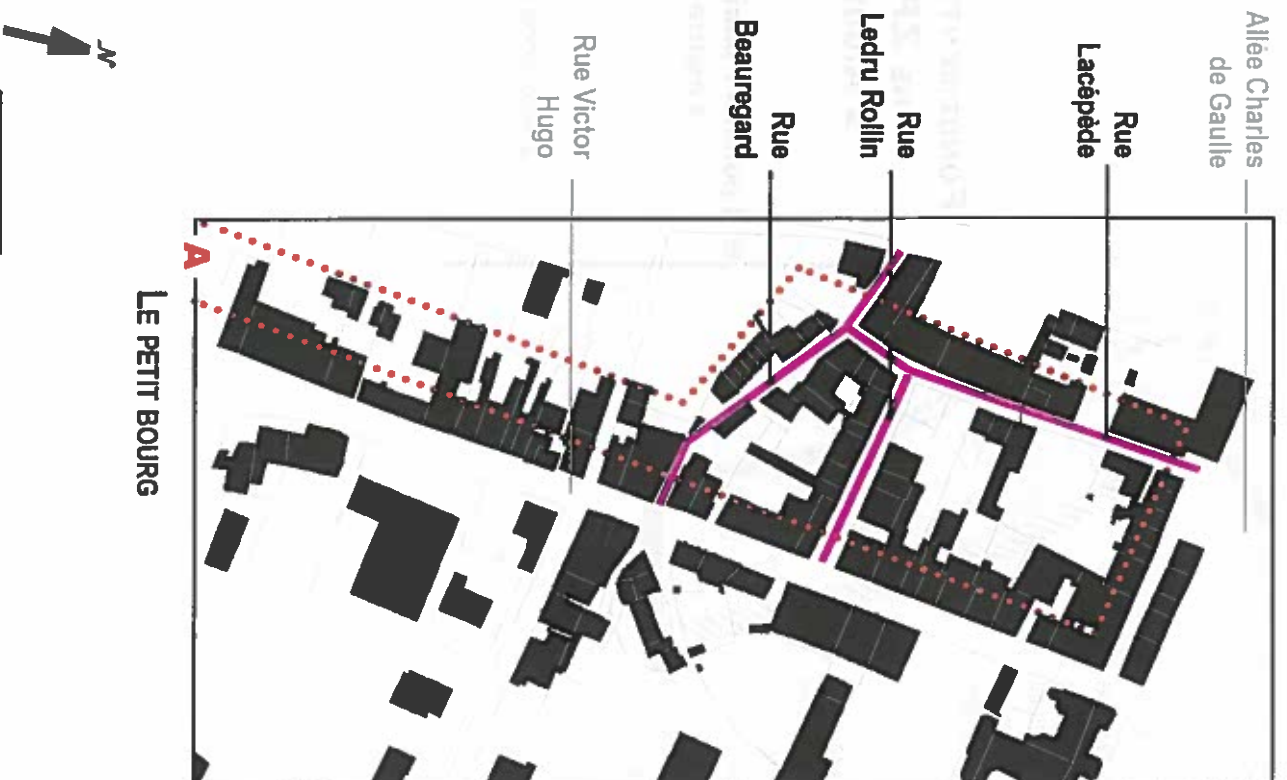 Allée Charles
de Gaulle
Rue
Lacépède
Rue
Ledru Rollin
Rue
Beauregard
Rue Victor
Hugo
N
A
LE PETIT BOURG